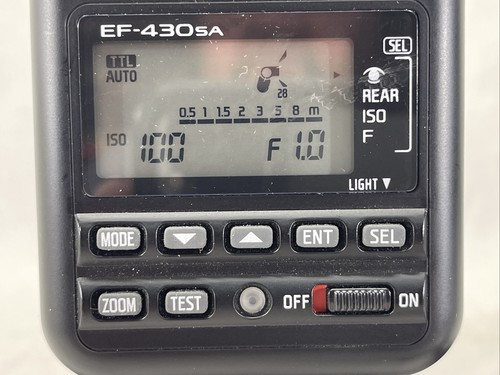 EF-430SA
SEL
TTL
AUTO
28
REAR
ISO
F
0.5 1 1.5 2 3 5 8 m
ISO 100 F 1.0
LIGHT▼
MODE ENT SEL
ZOOM TEST OFF ON